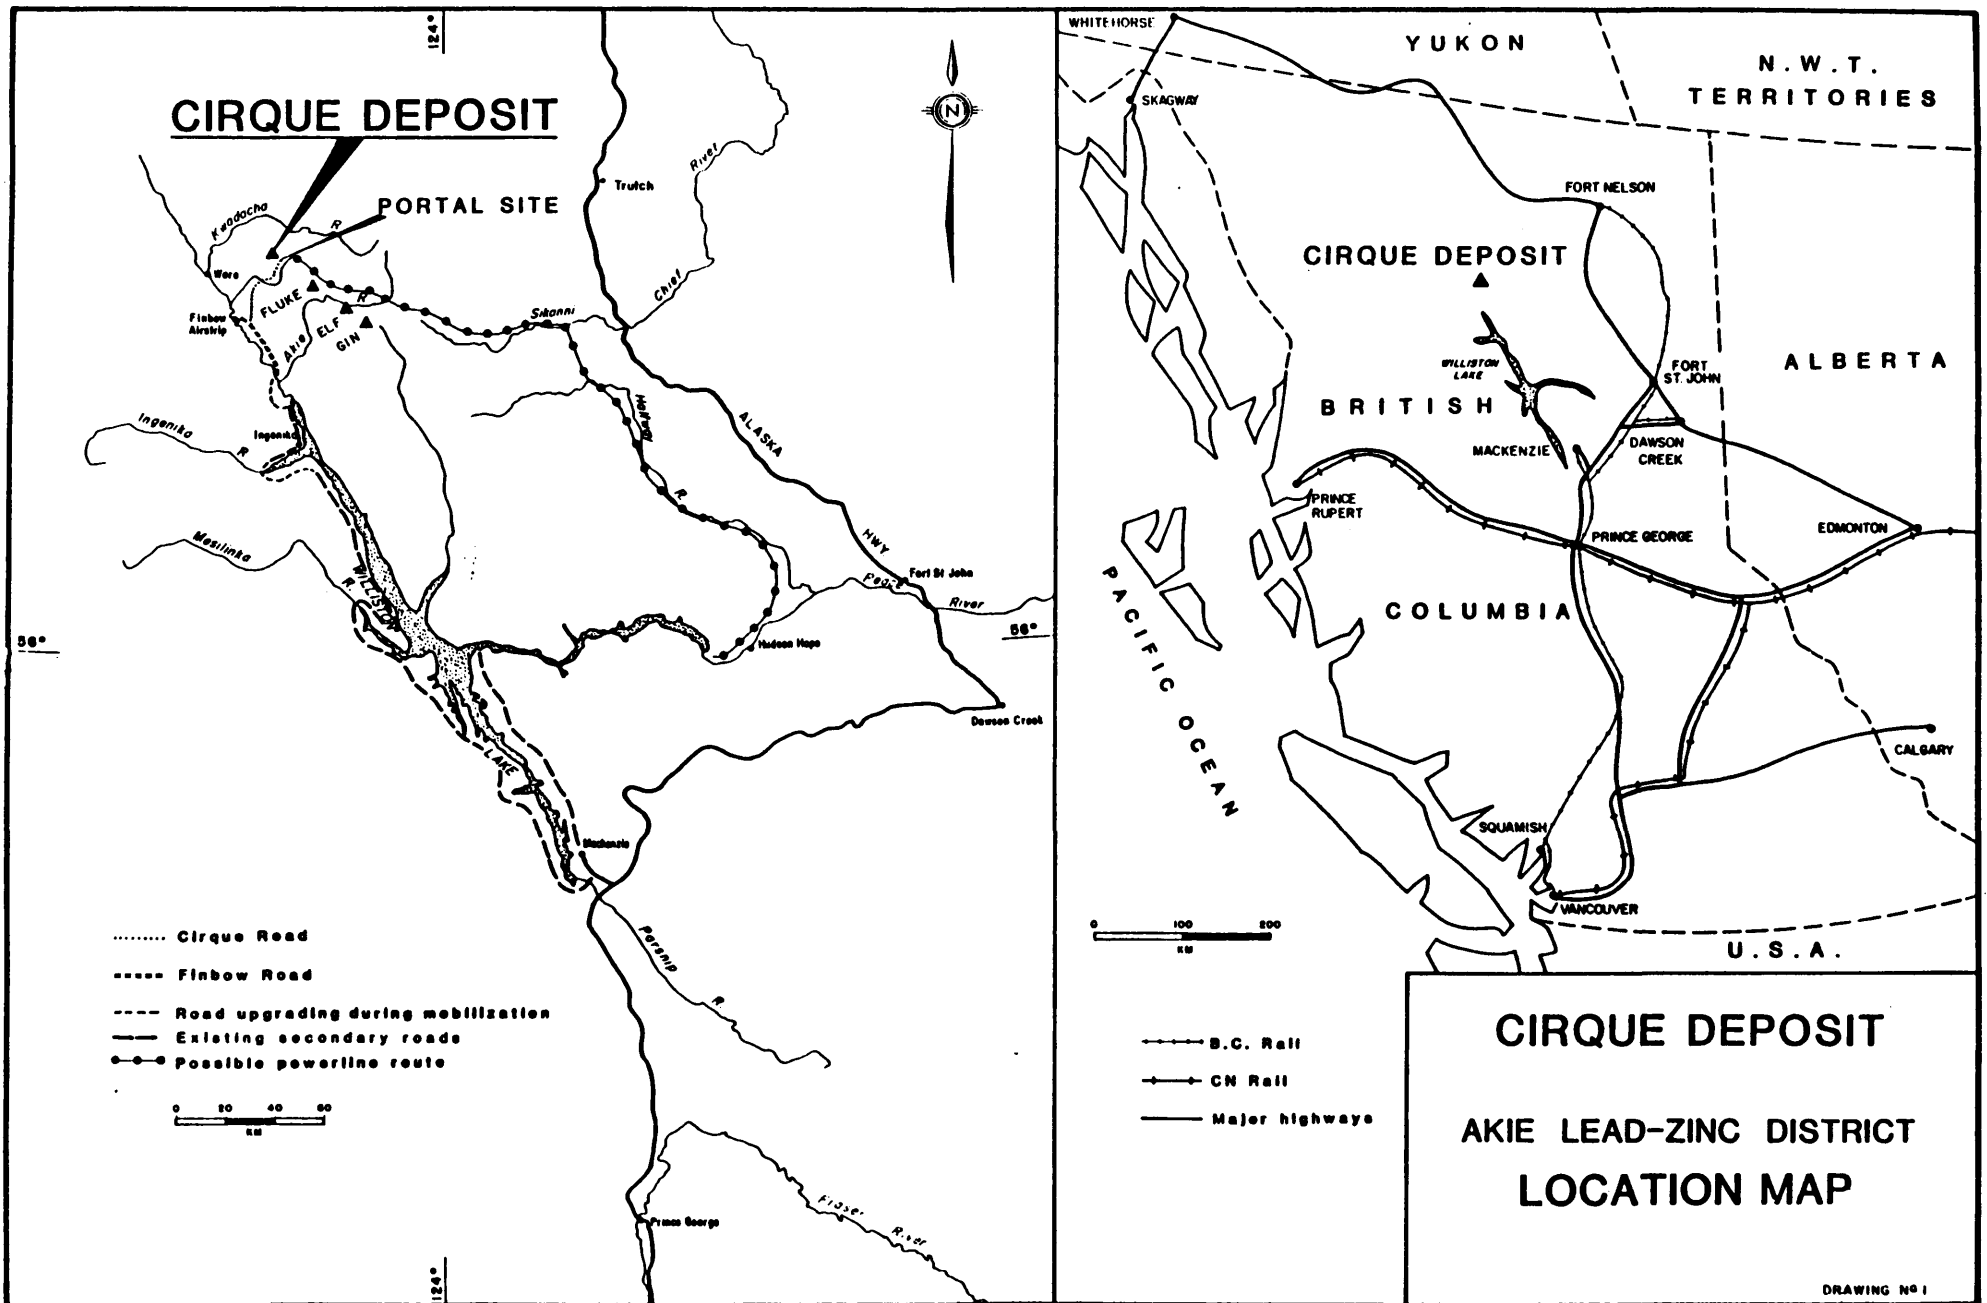 124°
CIRQUE DEPOSIT
PORTAL SITE
Trutch
River
Chief
Sikanni
Kwadacha
R
Ware
FLUKE
Finbow
Airstrip
Akie
R
ELF
GIN
Halfway
R.
ALASKA
HWY
Ingenika
R
Ingenika
Mesilinka
R.
WILLISTON
LAKE
Fort St John
Peace
River
56°
56°
Hudson Hope
Dawson Creek
Mackenzie
Parsnip
R.
Prince George
Fraser
River
124°
Cirque Road
Finbow Road
Road upgrading during mobilization
Existing secondary roads
Possible powerline route
0 20 40 60
KM
N
WHITEHORSE
YUKON
N.W.T.
TERRITORIES
SKAGWAY
FORT NELSON
CIRQUE DEPOSIT
WILLISTON
LAKE
FORT
ST. JOHN
ALBERTA
BRITISH
MACKENZIE
DAWSON
CREEK
PRINCE
RUPERT
PRINCE GEORGE
EDMONTON
COLUMBIA
PACIFIC OCEAN
CALGARY
SQUAMISH
VANCOUVER
U.S.A.
0 100 200
KM
B.C. Rail
CN Rail
Major highways
CIRQUE DEPOSIT
AKIE LEAD-ZINC DISTRICT
LOCATION MAP
DRAWING Nº 1